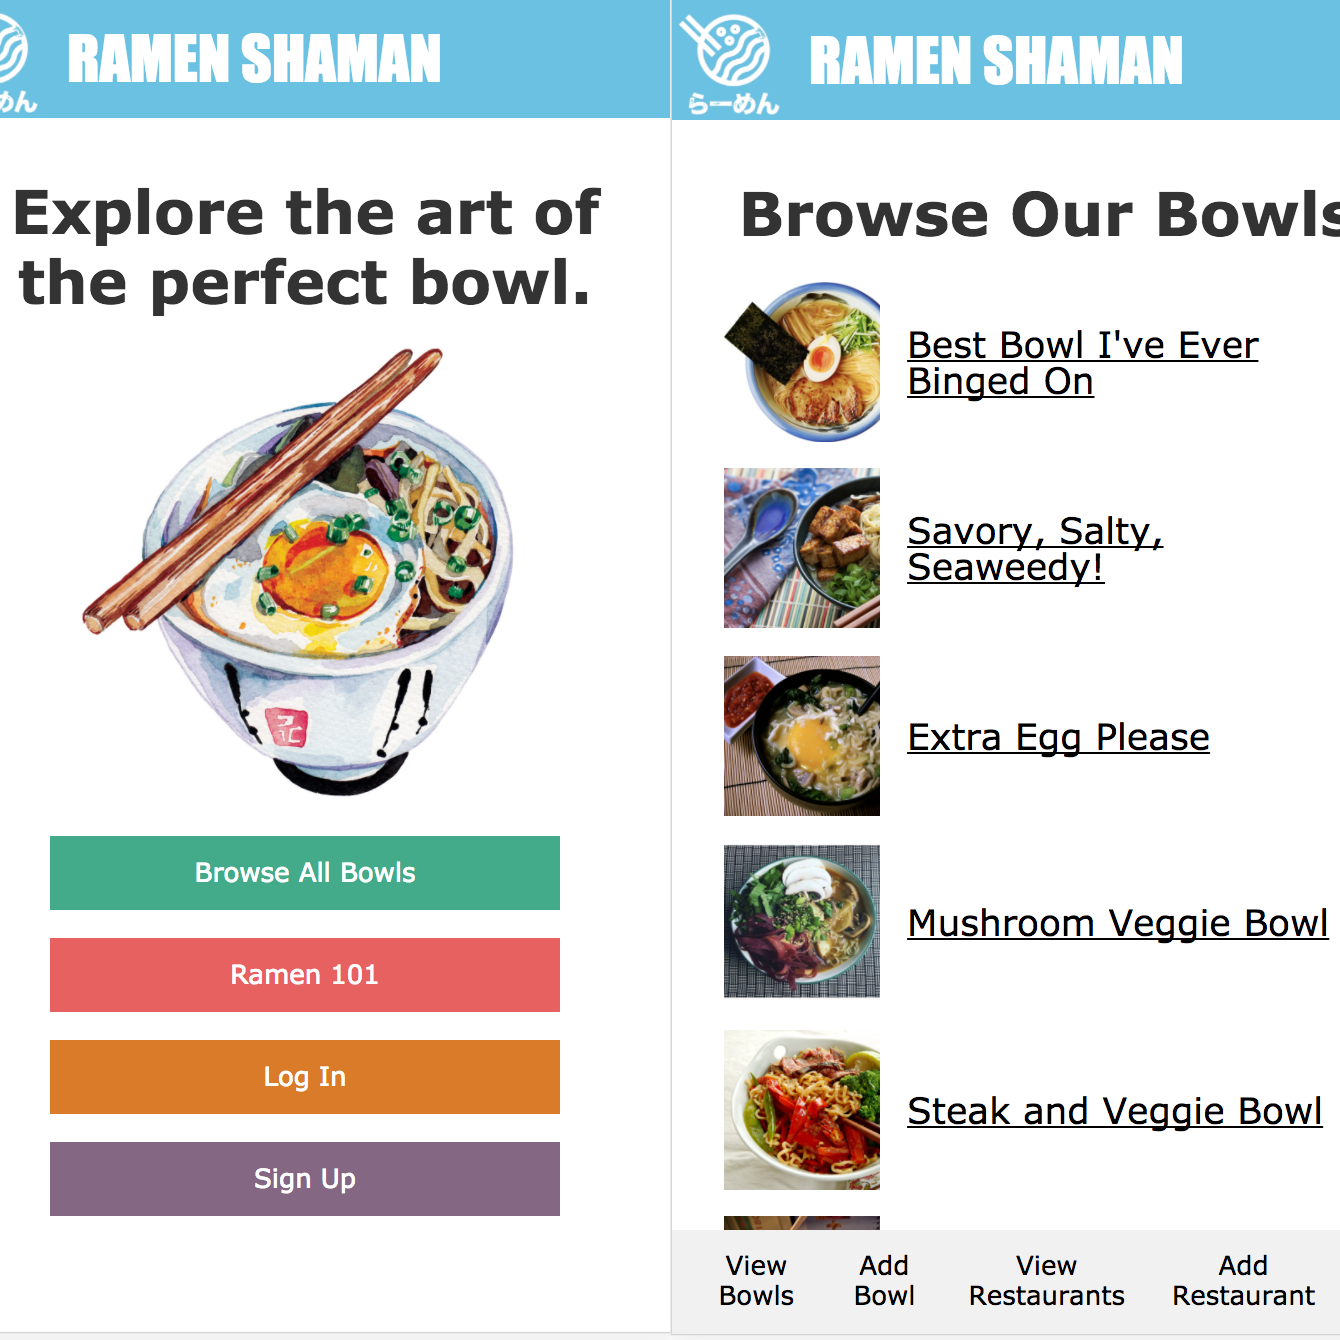 めん
RAMEN SHAMAN
Explore the art of
the perfect bowl.
Browse All Bowls
Ramen 101
Log In
Sign Up
らーめん
RAMEN SHAMAN
Browse Our Bowls
Best Bowl I've Ever
Binged On
Savory, Salty,
Seaweedy!
Extra Egg Please
Mushroom Veggie Bowl
Steak and Veggie Bowl
View
Bowls
Add
Bowl
View
Restaurants
Add
Restaurant